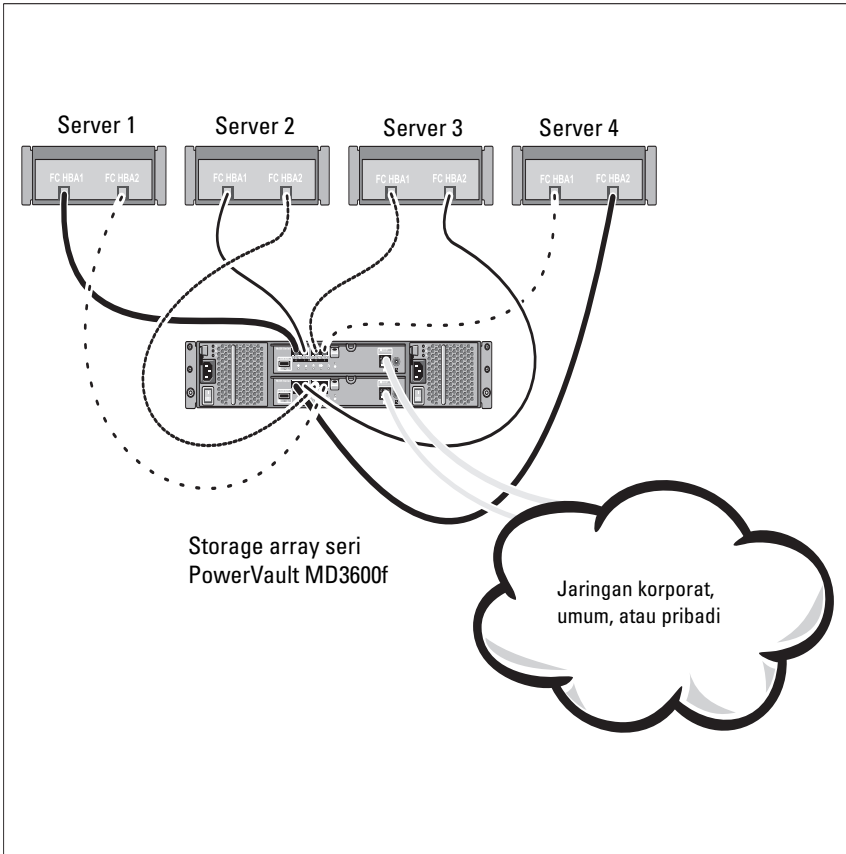 Server 1
Server 2
Server 3
Server 4
FC HBA1 FC HBA2
FC HBA1 FC HBA2
FC HBA1 FC HBA2
FC HBA1 FC HBA2
Storage array seri
PowerVault MD3600f
Jaringan korporat,
umum, atau pribadi